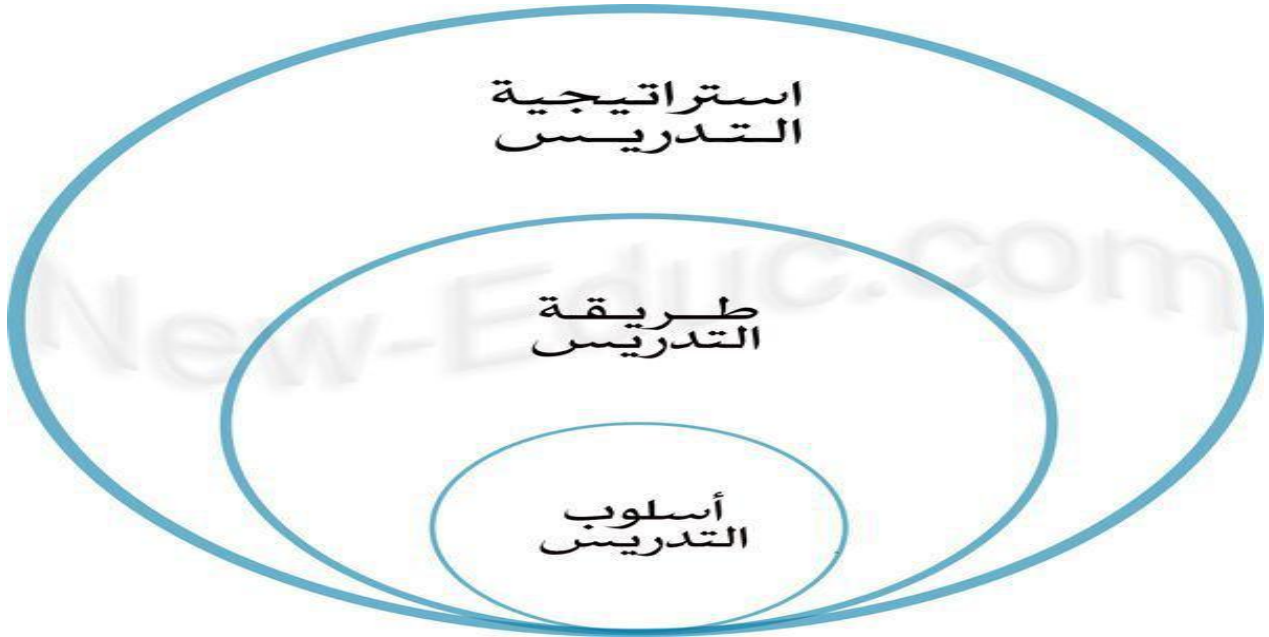 استراتيجية
التدريس
New-Educ.com
طريقة
التدريس
أسلوب
التدريس